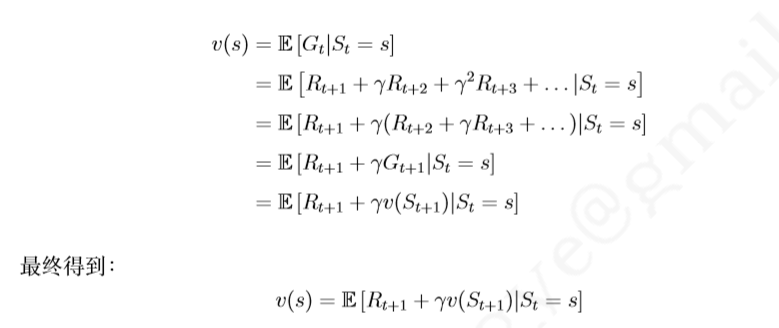 v(s) = 𝔼 [G_t|S_t = s]
= 𝔼 [R_{t+1} + γR_{t+2} + γ²R_{t+3} + … |S_t = s]
= 𝔼 [R_{t+1} + γ(R_{t+2} + γR_{t+3} + …)|S_t = s]
= 𝔼 [R_{t+1} + γG_{t+1}|S_t = s]
= 𝔼 [R_{t+1} + γv(S_{t+1})|S_t = s]
最终得到：
v(s) = 𝔼 [R_{t+1} + γv(S_{t+1})|S_t = s]